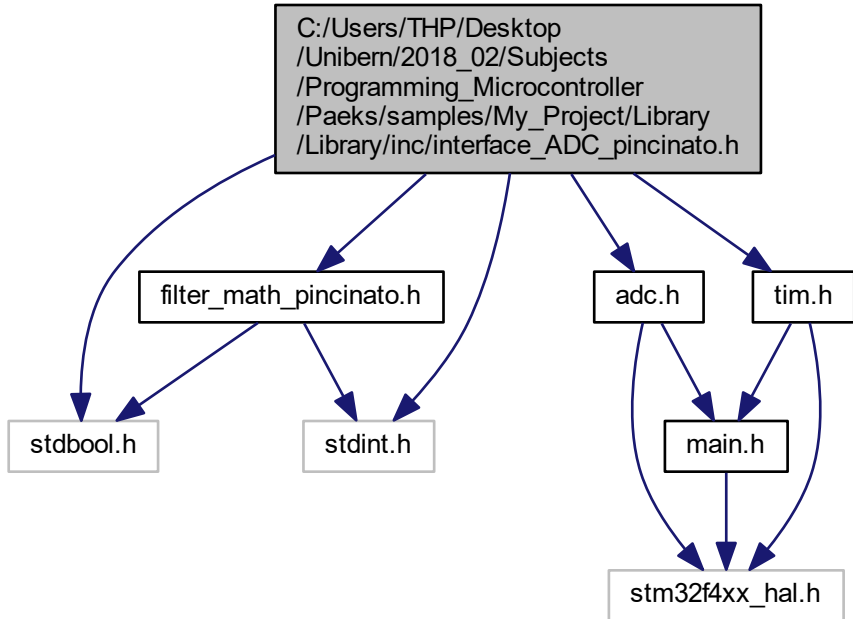 C:/Users/THP/Desktop
/Unibern/2018_02/Subjects
/Programming_Microcontroller
/Paeks/samples/My_Project/Library
/Library/inc/interface_ADC_pincinato.h
filter_math_pincinato.h
adc.h
tim.h
stdbool.h
stdint.h
main.h
stm32f4xx_hal.h